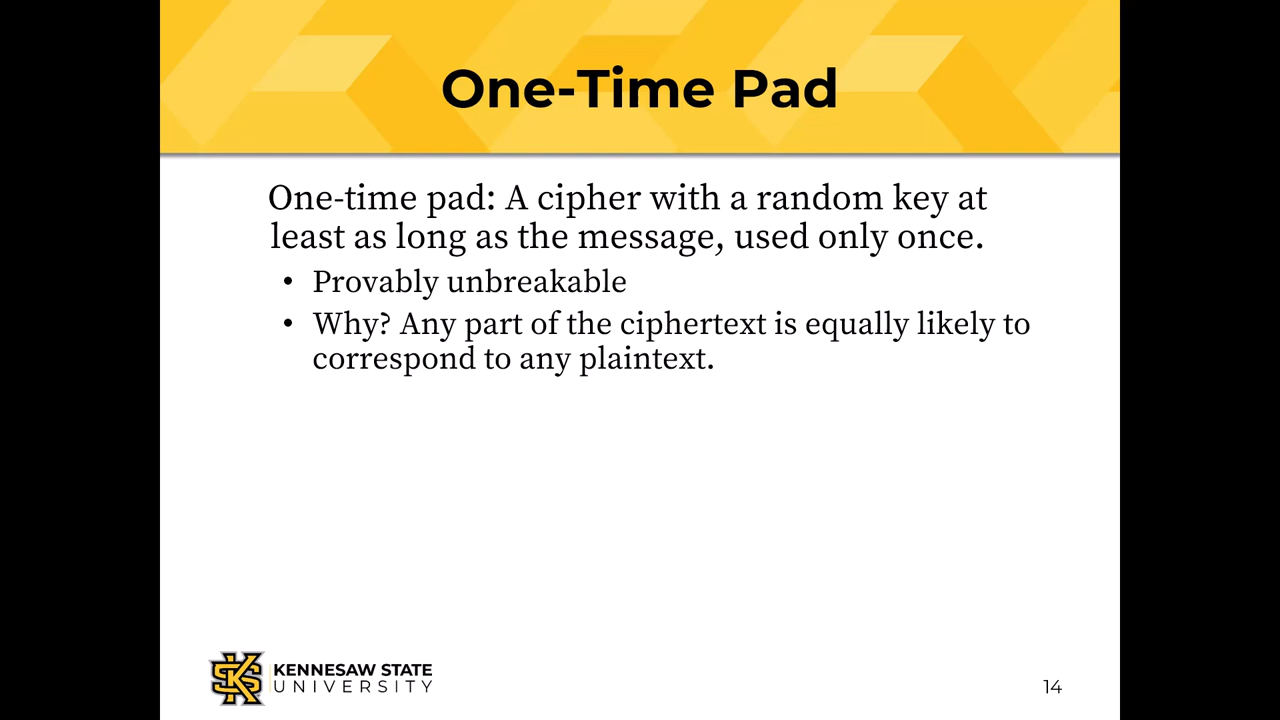 One-Time Pad
One-time pad: A cipher with a random key at
least as long as the message, used only once.
• Provably unbreakable
• Why? Any part of the ciphertext is equally likely to
correspond to any plaintext.
KENNESAW STATE
UNIVERSITY
14